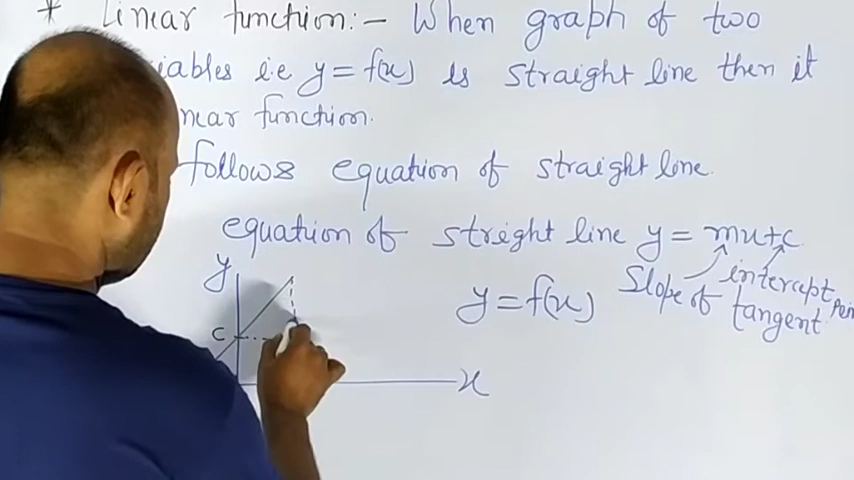 * Linear function:- When graph of two
iables i.e y = f(x) is straight line then it
near function.
follows equation of straight line.
equation of streight line y = mx+c
y
Slope of tangent
intercept
y = f(x)
C
x